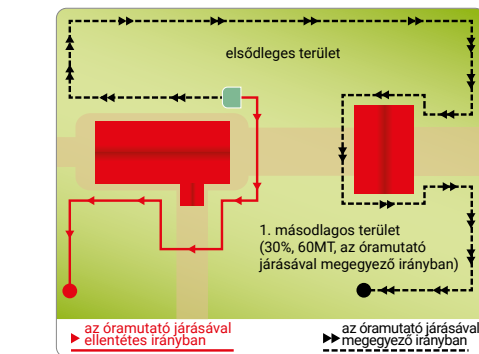 elsődleges terület
1. másodlagos terület
(30%, 60MT, az óramutató
járásával megegyező irányban)
az óramutató járásával
ellentétes irányban
az óramutató járásával
megegyező irányban